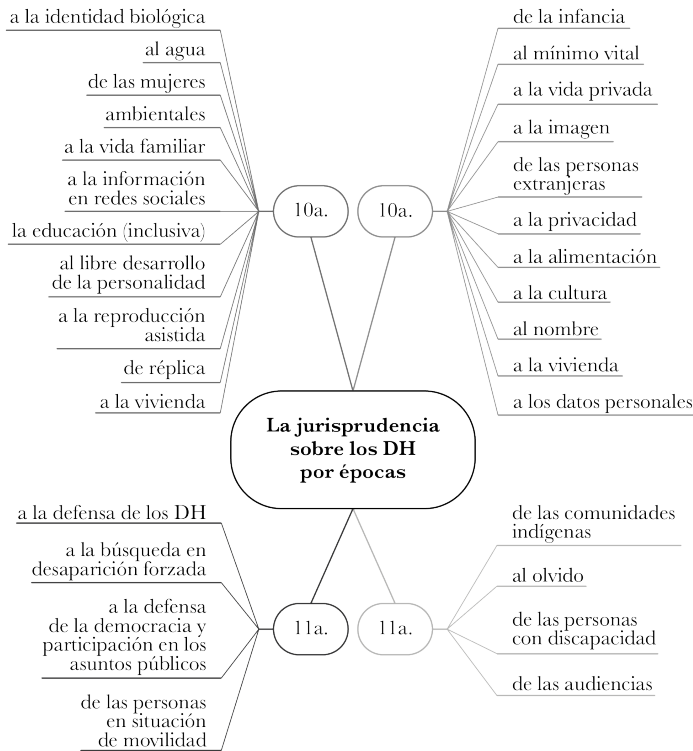 a la identidad biológica
al agua
de las mujeres
ambientales
a la vida familiar
a la información
en redes sociales
la educación (inclusiva)
al libre desarrollo
de la personalidad
a la reproducción
asistida
de réplica
a la vivienda
10a.
10a.
de la infancia
al mínimo vital
a la vida privada
a la imagen
de las personas
extranjeras
a la privacidad
a la alimentación
a la cultura
al nombre
a la vivienda
a los datos personales
La jurisprudencia
sobre los DH
por épocas
a la defensa de los DH
a la búsqueda en
desaparición forzada
a la defensa
de la democracia y
participación en los
asuntos públicos
de las personas
en situación
de movilidad
11a.
11a.
de las comunidades
indígenas
al olvido
de las personas
con discapacidad
de las audiencias